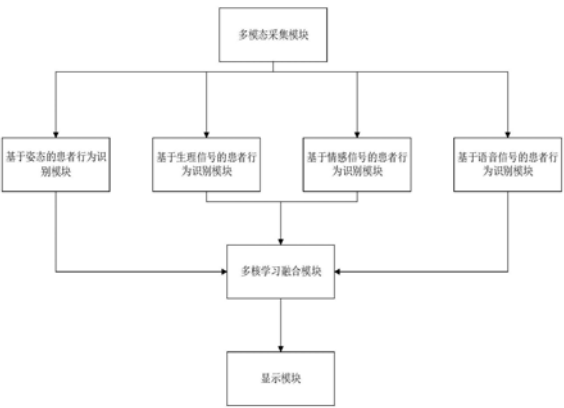 多模态采集模块
基于姿态的患者行为识
别模块
基于生理信号的患者行
为识别模块
基于情感信号的患者行
为识别模块
基于语音信号的患者行
为识别模块
多核学习融合模块
显示模块